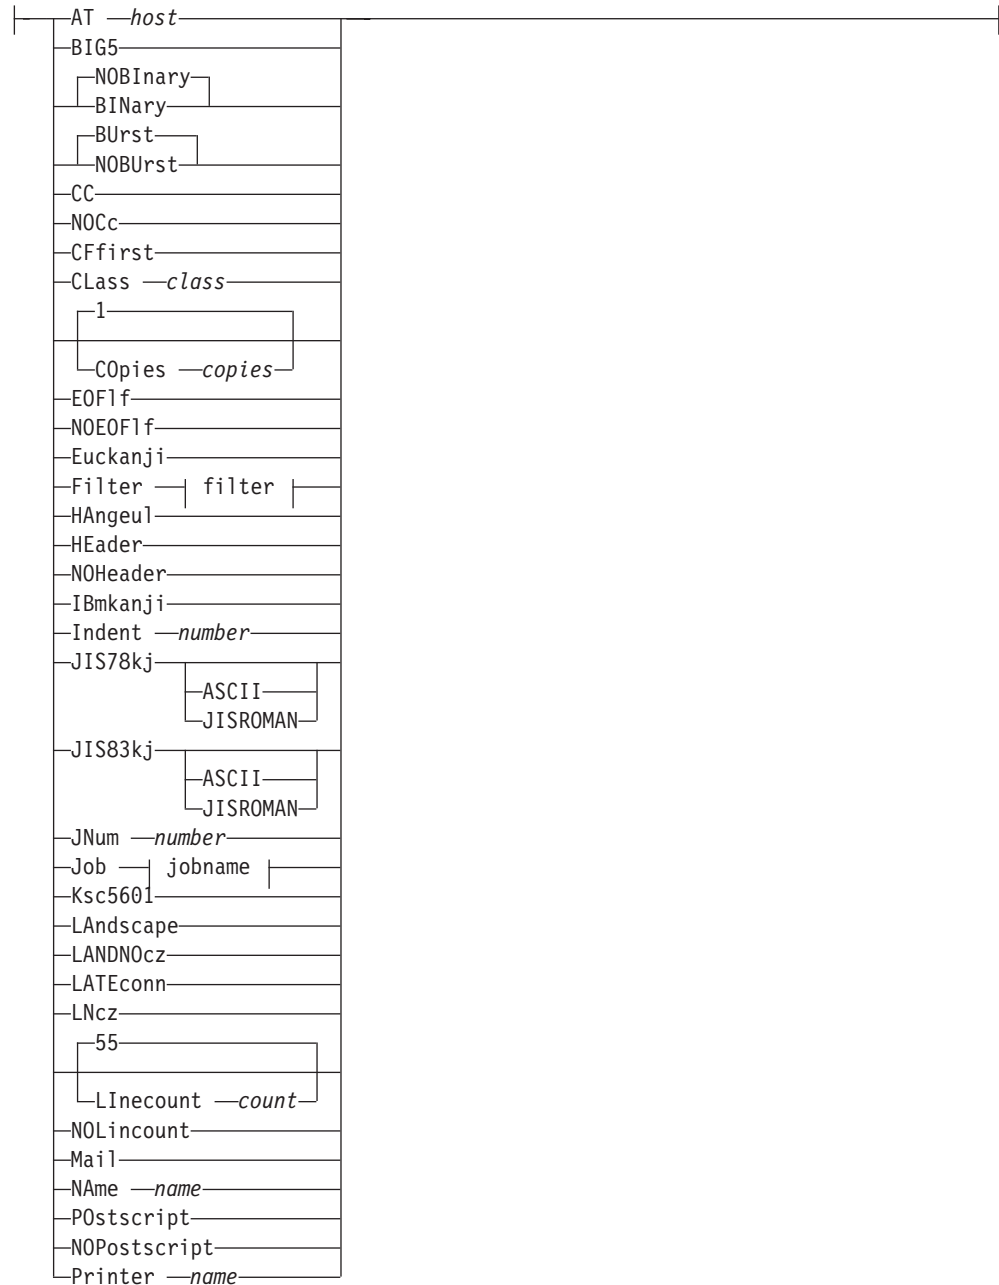 AT host
BIG5
NOBInary
BINary
BUrst
NOBUrst
CC
NOCc
CFfirst
CLass class
1
COpies copies
EOFlf
NOEOFlf
Euckanji
Filter filter
HAngeul
HEader
NOHeader
IBmkanji
Indent number
JIS78kj
ASCII
JISROMAN
JIS83kj
ASCII
JISROMAN
JNum number
Job jobname
Ksc5601
LAndscape
LANDNOcz
LATEconn
LNcz
55
LInecount count
NOLincount
Mail
NAme name
POstscript
NOPostscript
Printer name